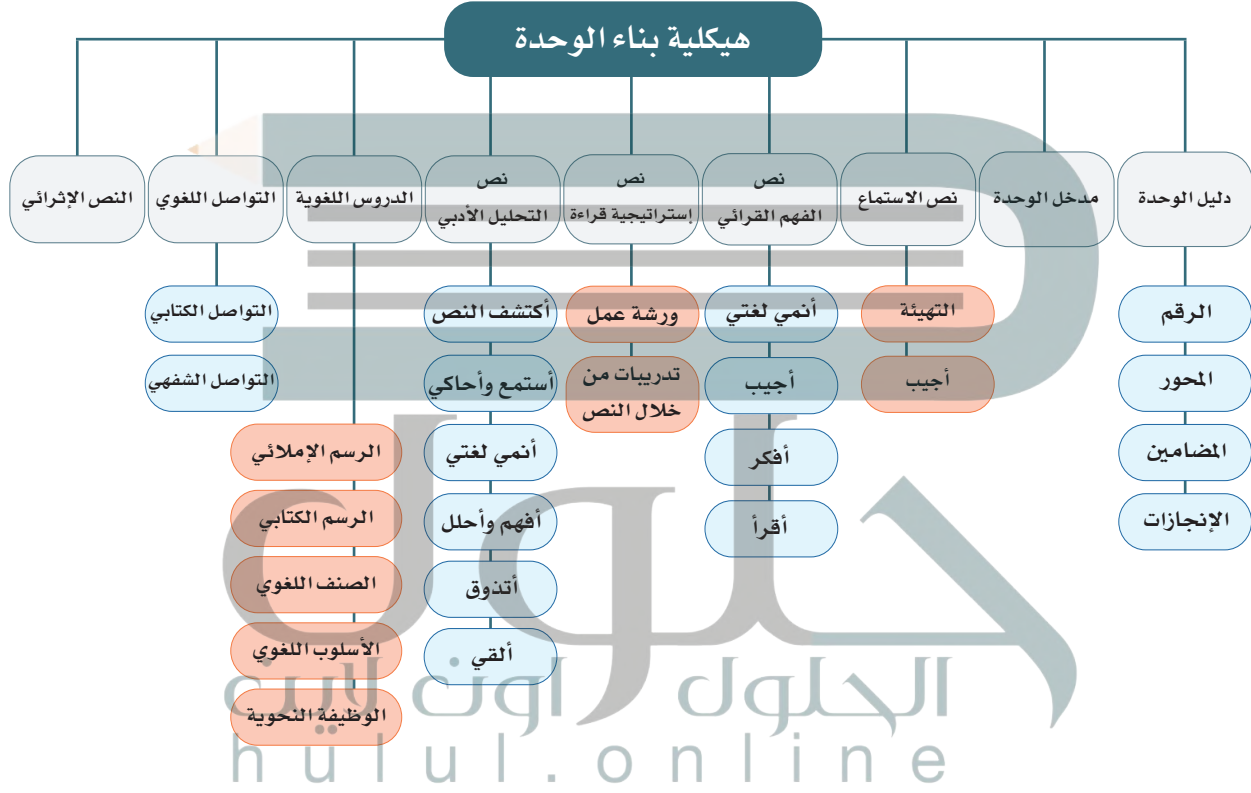 هيكلية بناء الوحدة
دليل الوحدة
الرقم
المحور
المضامين
الإنجازات
مدخل الوحدة
نص الاستماع
التهيئة
أجيب
نص
الفهم القرائي
أنمي لغتي
أجيب
أفكر
أقرأ
نص
إستراتيجية قراءة
ورشة عمل
تدريبات من
خلال النص
نص
التحليل الأدبي
أكتشف النص
أستمع وأحاكي
أنمي لغتي
أفهم وأحلل
أتذوق
ألقي
الدروس اللغوية
الرسم الإملائي
الرسم الكتابي
الصنف اللغوي
الأسلوب اللغوي
الوظيفة النحوية
التواصل اللغوي
التواصل الكتابي
التواصل الشفهي
النص الإثرائي
حلول
الحلول اون لاين
hulul.online